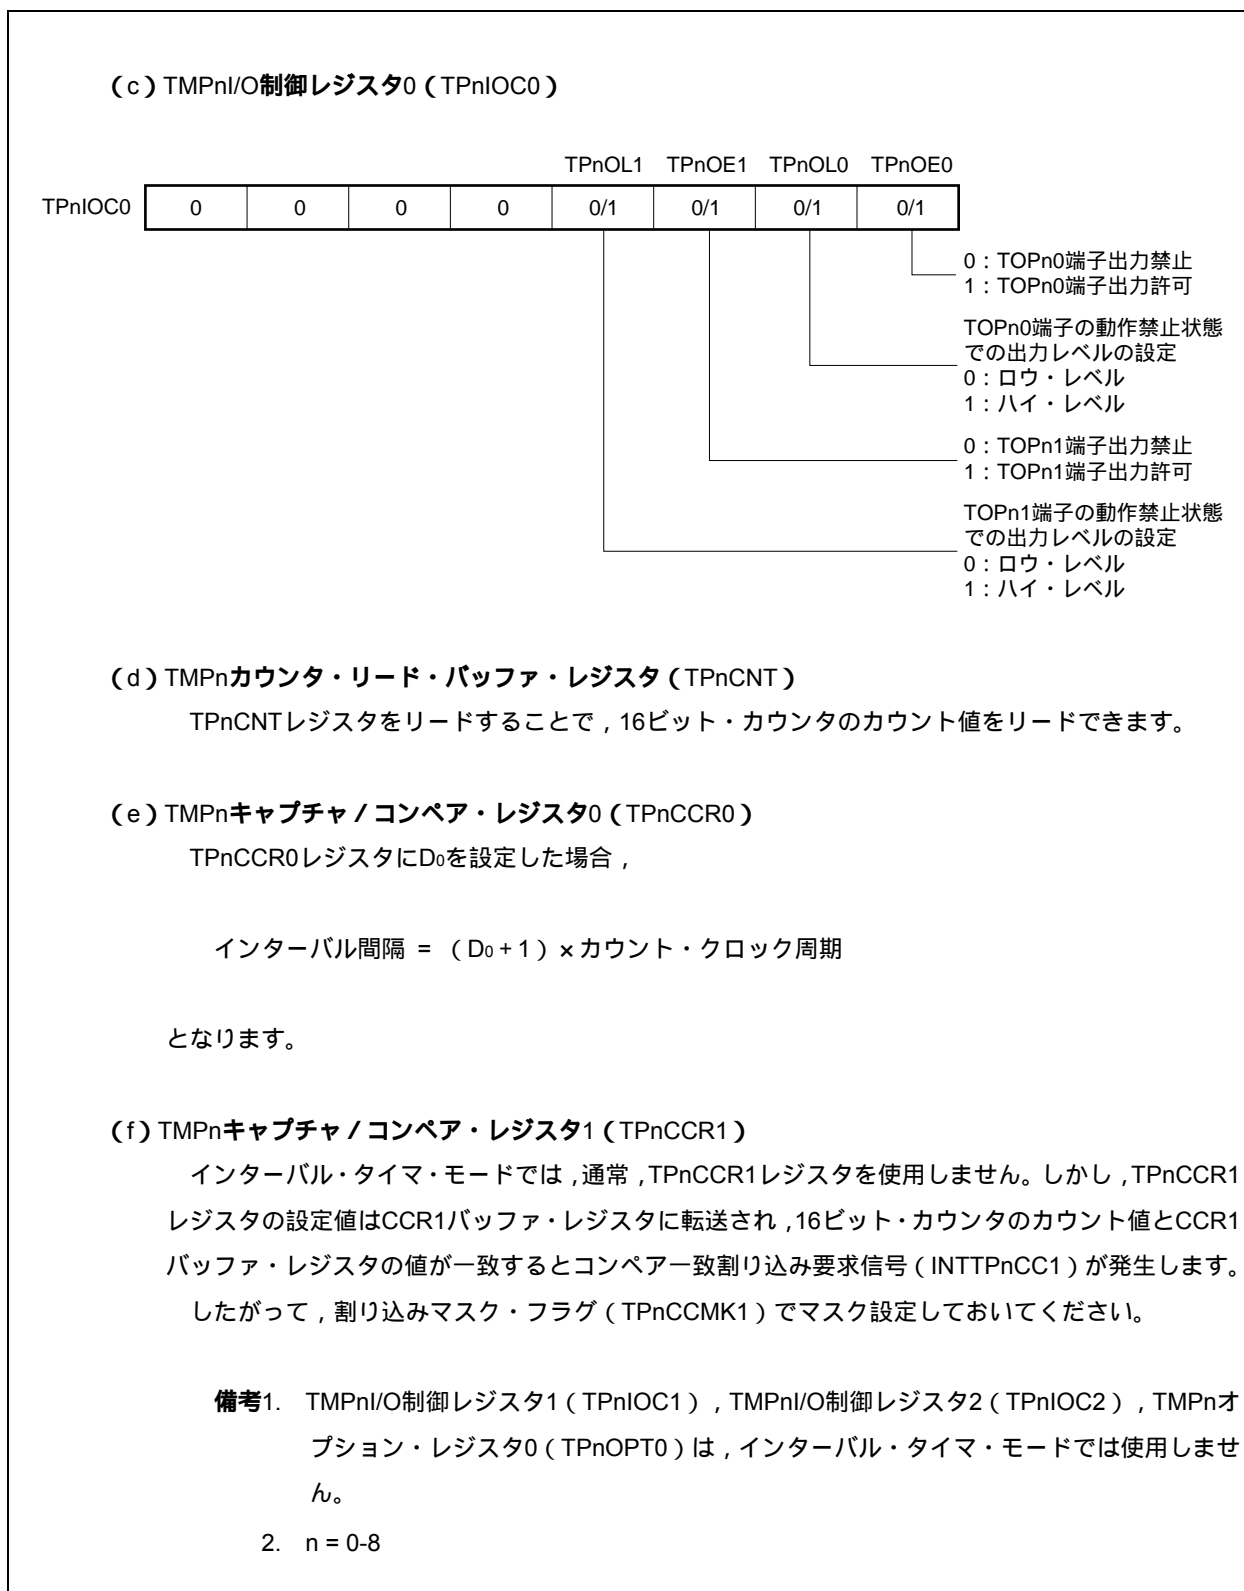 (c) TMPnI/O制御レジスタ0 (TPnIOC0)
TPnOL1 TPnOE1 TPnOL0 TPnOE0
TPnIOC0 0 0 0 0 0/1 0/1 0/1 0/1
0:TOPn0端子出力禁止
1:TOPn0端子出力許可
TOPn0端子の動作禁止状態
での出力レベルの設定
0:ロウ・レベル
1:ハイ・レベル
0:TOPn1端子出力禁止
1:TOPn1端子出力許可
TOPn1端子の動作禁止状態
での出力レベルの設定
0:ロウ・レベル
1:ハイ・レベル
(d) TMPnカウンタ・リード・バッファ・レジスタ (TPnCNT)
TPnCNTレジスタをリードすることで,16ビット・カウンタのカウント値をリードできます。
(e) TMPnキャプチャ/コンペア・レジスタ0 (TPnCCR0)
TPnCCR0レジスタにD0を設定した場合,
インターバル間隔 = (D0+1)×カウント・クロック周期
となります。
(f) TMPnキャプチャ/コンペア・レジスタ1 (TPnCCR1)
インターバル・タイマ・モードでは,通常,TPnCCR1レジスタを使用しません。しかし,TPnCCR1
レジスタの設定値はCCR1バッファ・レジスタに転送され,16ビット・カウンタのカウント値とCCR1
バッファ・レジスタの値が一致するとコンペア一致割り込み要求信号(INTTPnCC1)が発生します。
したがって,割り込みマスク・フラグ(TPnCCMK1)でマスク設定しておいてください。
備考1. TMPnI/O制御レジスタ1(TPnIOC1),TMPnI/O制御レジスタ2(TPnIOC2),TMPnオ
プション・レジスタ0(TPnOPT0)は,インターバル・タイマ・モードでは使用しませ
ん。
2. n = 0-8